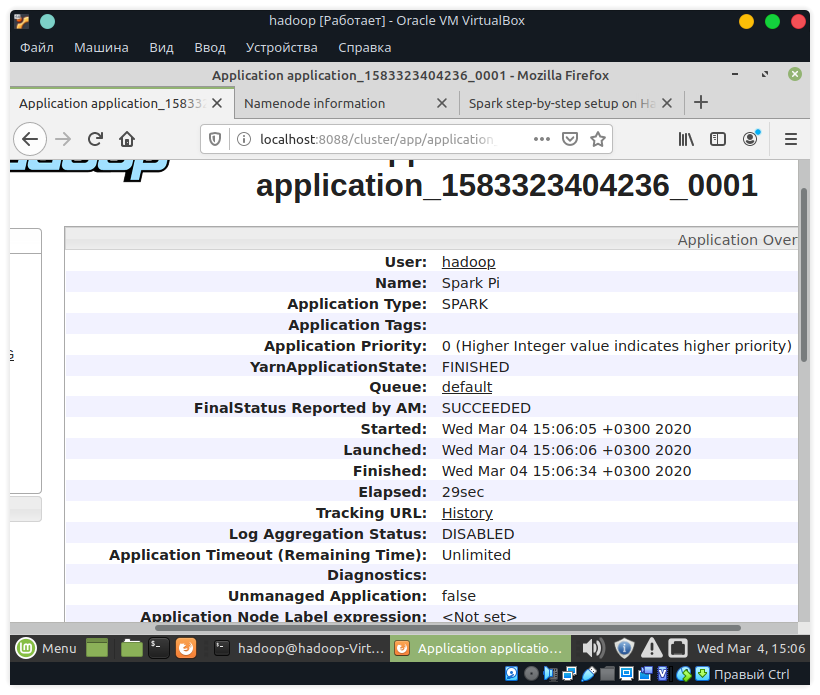 hadoop [Работает] - Oracle VM VirtualBox
Файл Машина Вид Ввод Устройства Справка
Application application_1583323404236_0001 - Mozilla Firefox
Application application_15833
Namenode information
Spark step-by-step setup on Ha
localhost:8088/cluster/app/application_
hadoop
application_1583323404236_0001
Application Over
User: hadoop
Name: Spark Pi
Application Type: SPARK
Application Tags:
Application Priority: 0 (Higher Integer value indicates higher priority)
YarnApplicationState: FINISHED
Queue: default
FinalStatus Reported by AM: SUCCEEDED
Started: Wed Mar 04 15:06:05 +0300 2020
Launched: Wed Mar 04 15:06:06 +0300 2020
Finished: Wed Mar 04 15:06:34 +0300 2020
Elapsed: 29sec
Tracking URL: History
Log Aggregation Status: DISABLED
Application Timeout (Remaining Time): Unlimited
Diagnostics:
Unmanaged Application: false
Application Node Label expression: <Not set>
Menu
hadoop@hadoop-Virt...
Application applicatio...
Wed Mar 4, 15:06
Правый Ctrl